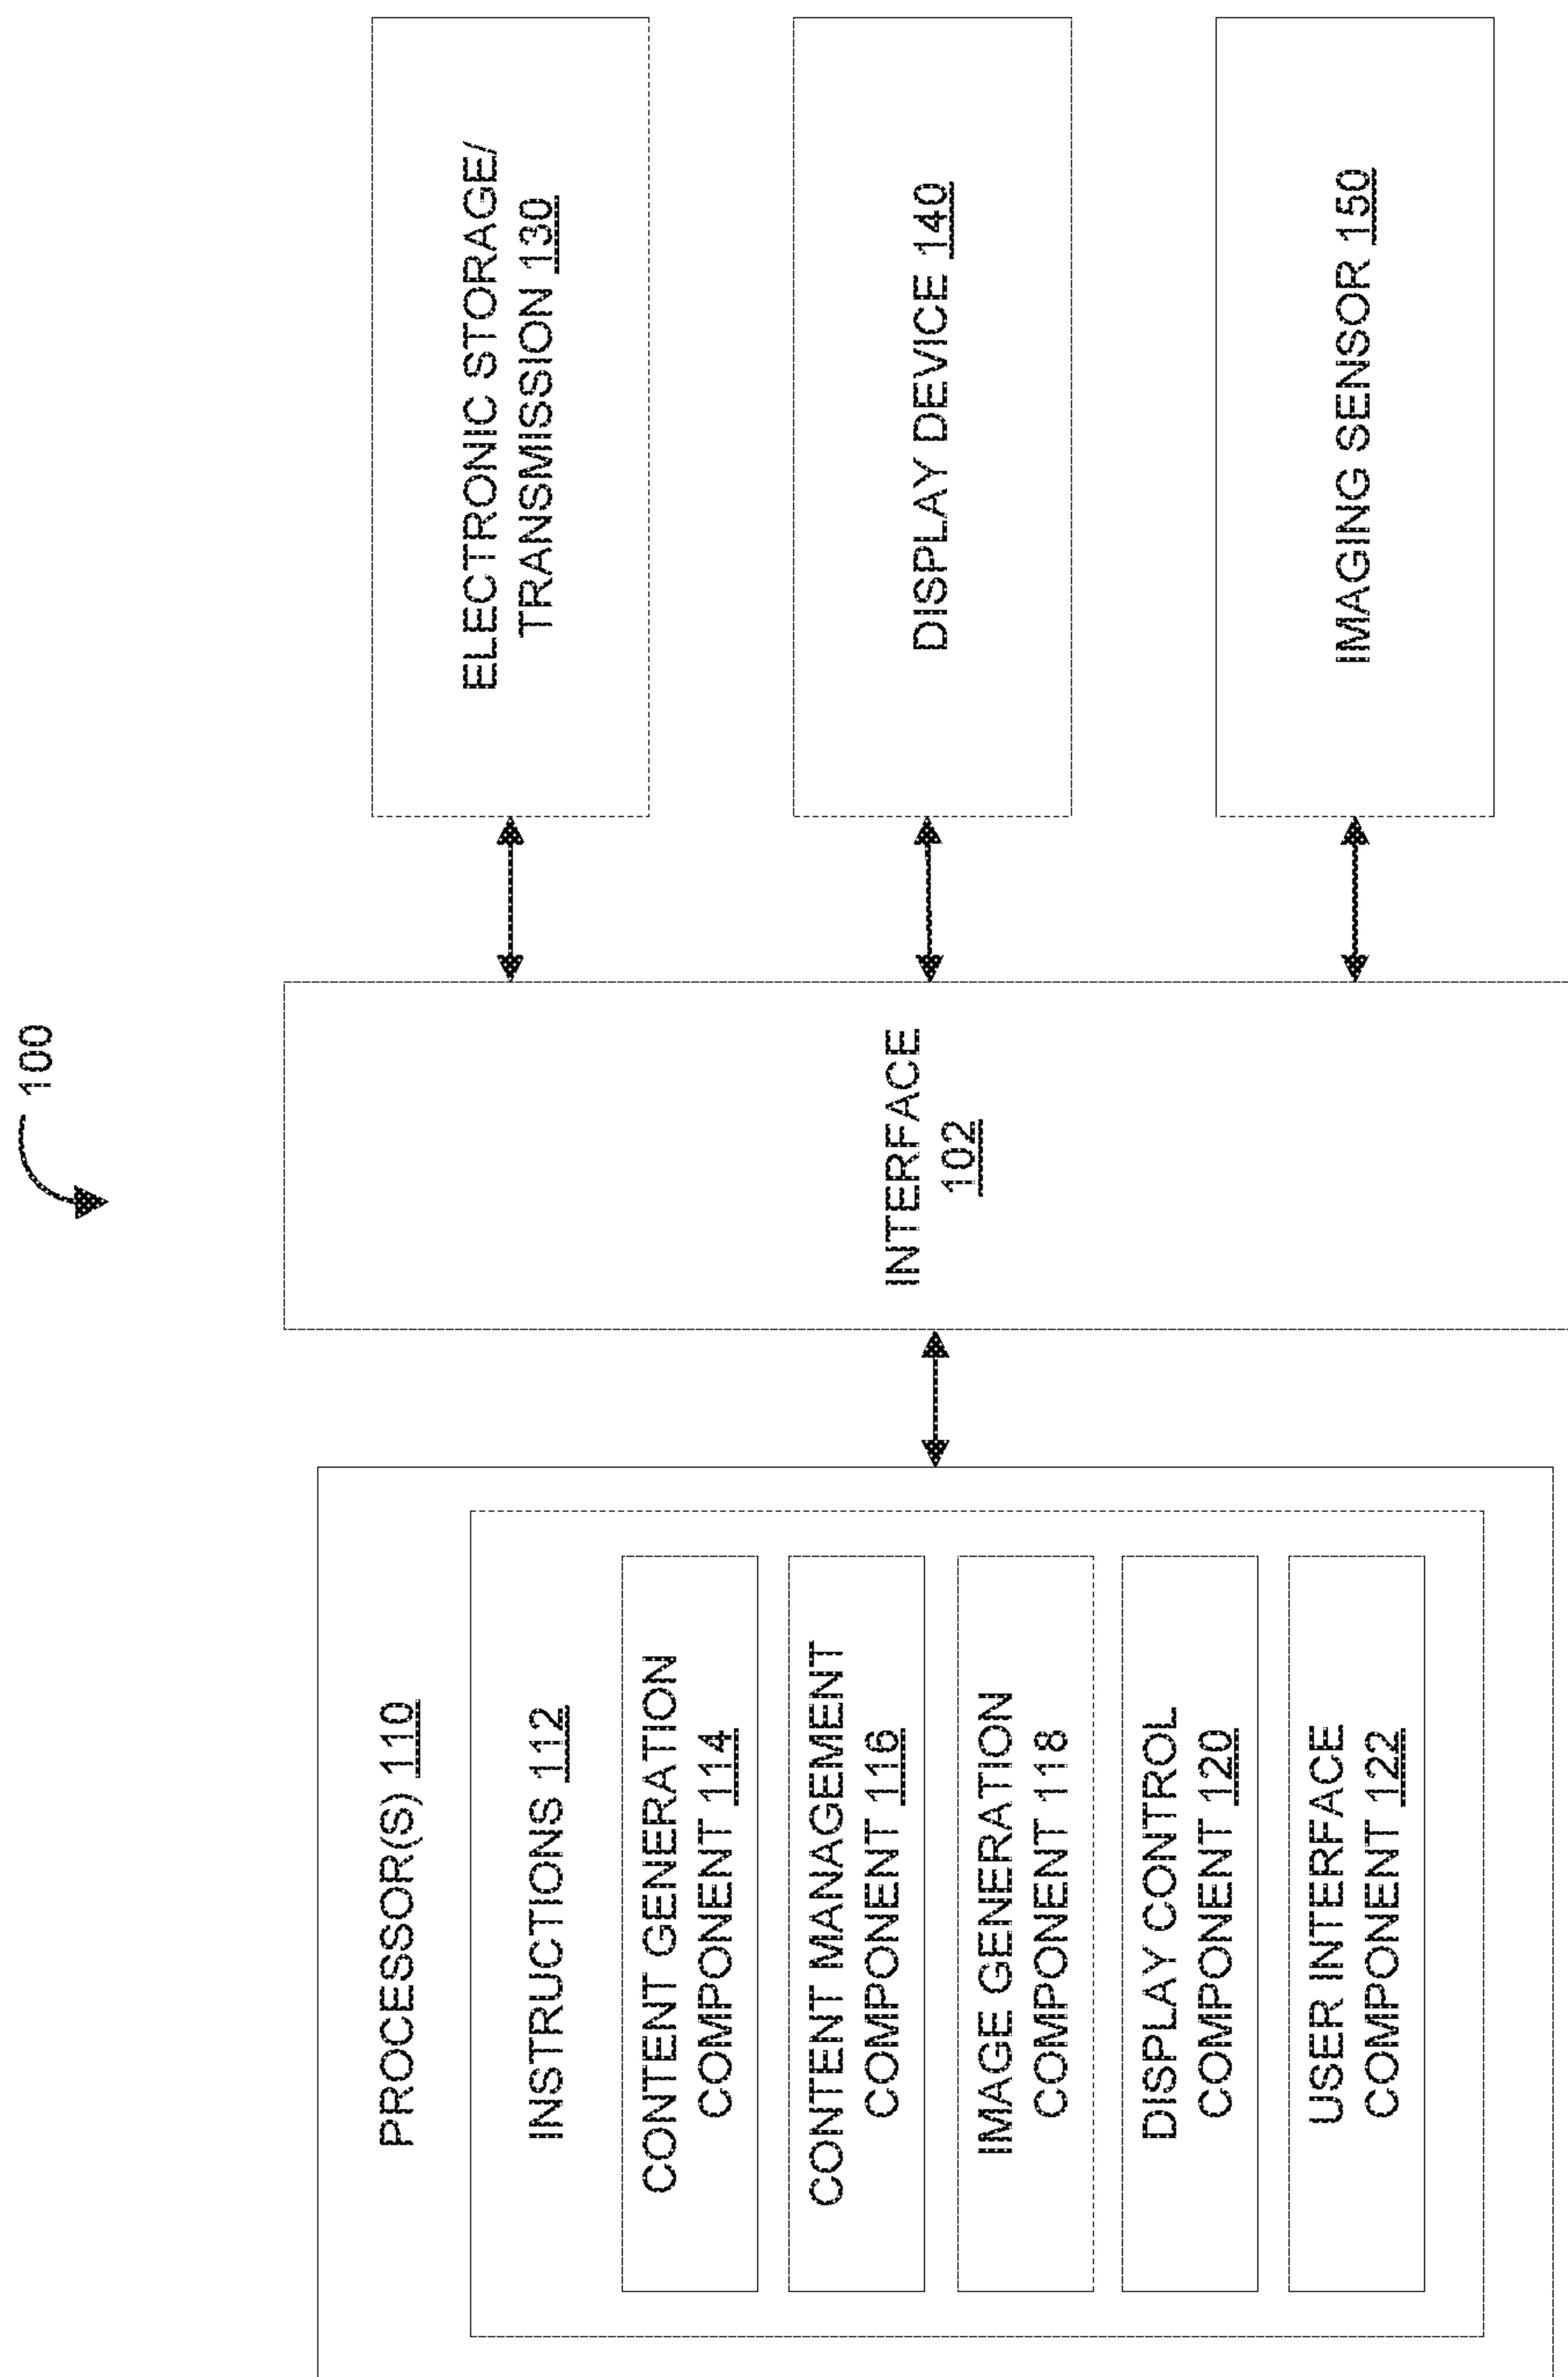 100
PROCESSOR(S) 110
INSTRUCTIONS 112
CONTENT GENERATION
COMPONENT 114
CONTENT MANAGEMENT
COMPONENT 116
IMAGE GENERATION
COMPONENT 118
DISPLAY CONTROL
COMPONENT 120
USER INTERFACE
COMPONENT 122
INTERFACE
102
ELECTRONIC STORAGE/
TRANSMISSION 130
DISPLAY DEVICE 140
IMAGING SENSOR 150